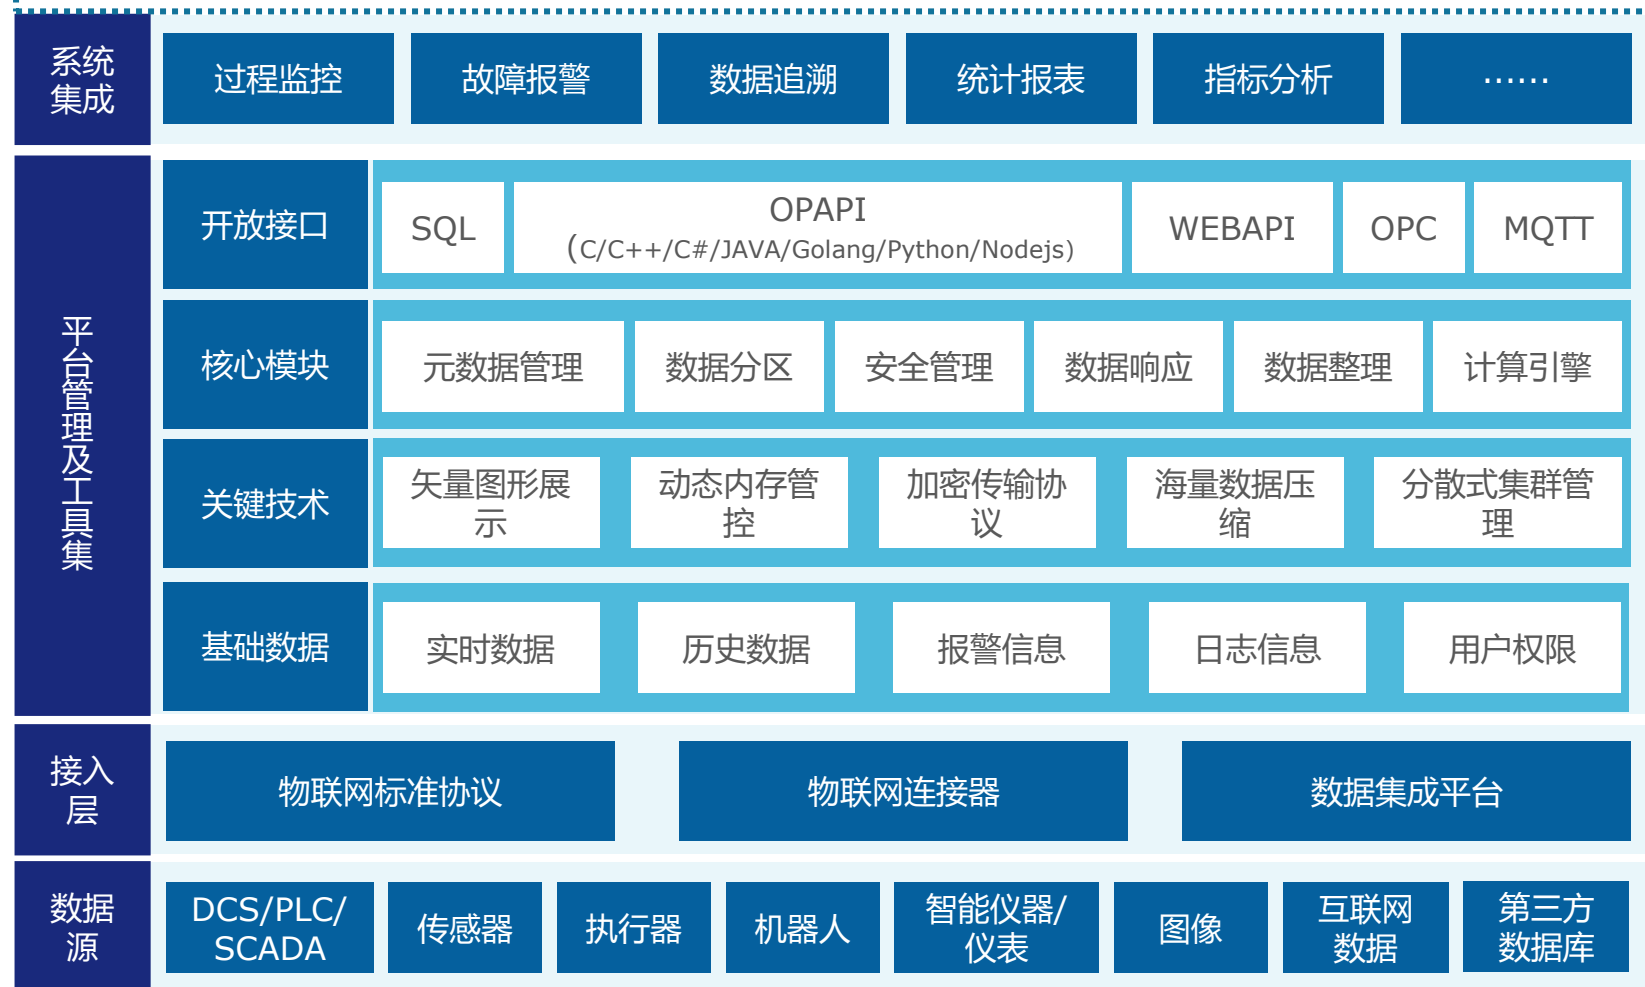 系统
集成
过程监控
故障报警
数据追溯
统计报表
指标分析
······
平台管理及工具集
开放接口
SQL
OPAPI
(C/C++/C#/JAVA/Golang/Python/Nodejs)
WEBAPI
OPC
MQTT
核心模块
元数据管理
数据分区
安全管理
数据响应
数据整理
计算引擎
关键技术
矢量图形展
示
动态内存管
控
加密传输协
议
海量数据压
缩
分散式集群管
理
基础数据
实时数据
历史数据
报警信息
日志信息
用户权限
接入
层
物联网标准协议
物联网连接器
数据集成平台
数据
源
DCS/PLC/
SCADA
传感器
执行器
机器人
智能仪器/
仪表
图像
互联网
数据
第三方
数据库